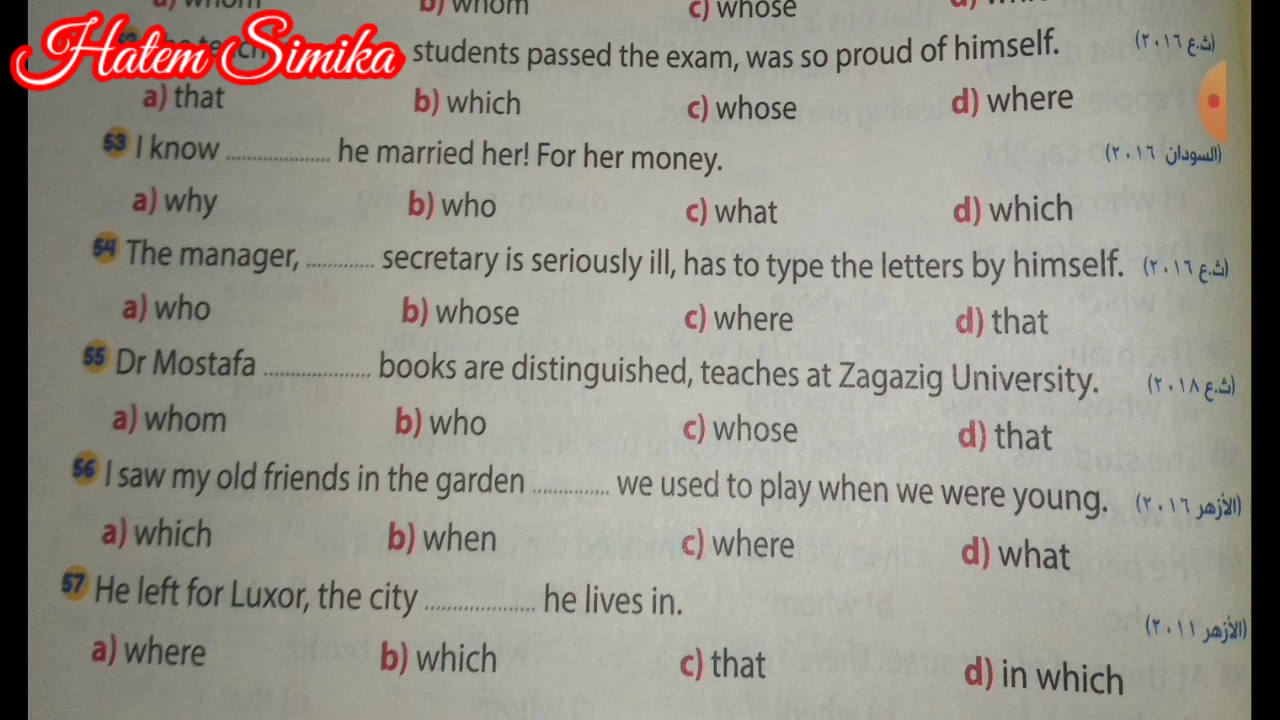 b) whom c) whose
Hatem Simika
students passed the exam, was so proud of himself. (ث.ع ٢٠١٦)
a) that b) which c) whose d) where
53 I know .................... he married her! For her money. (السودان ٢٠١٦)
a) why b) who c) what d) which
54 The manager, ............. secretary is seriously ill, has to type the letters by himself. (ث.ع ٢٠١٦)
a) who b) whose c) where d) that
55 Dr Mostafa .................... books are distinguished, teaches at Zagazig University. (ث.ع ٢٠١٨)
a) whom b) who c) whose d) that
56 I saw my old friends in the garden .............. we used to play when we were young. (الأزهر ٢٠١٦)
a) which b) when c) where d) what
57 He left for Luxor, the city .................... he lives in. (الأزهر ٢٠١١)
a) where b) which c) that d) in which